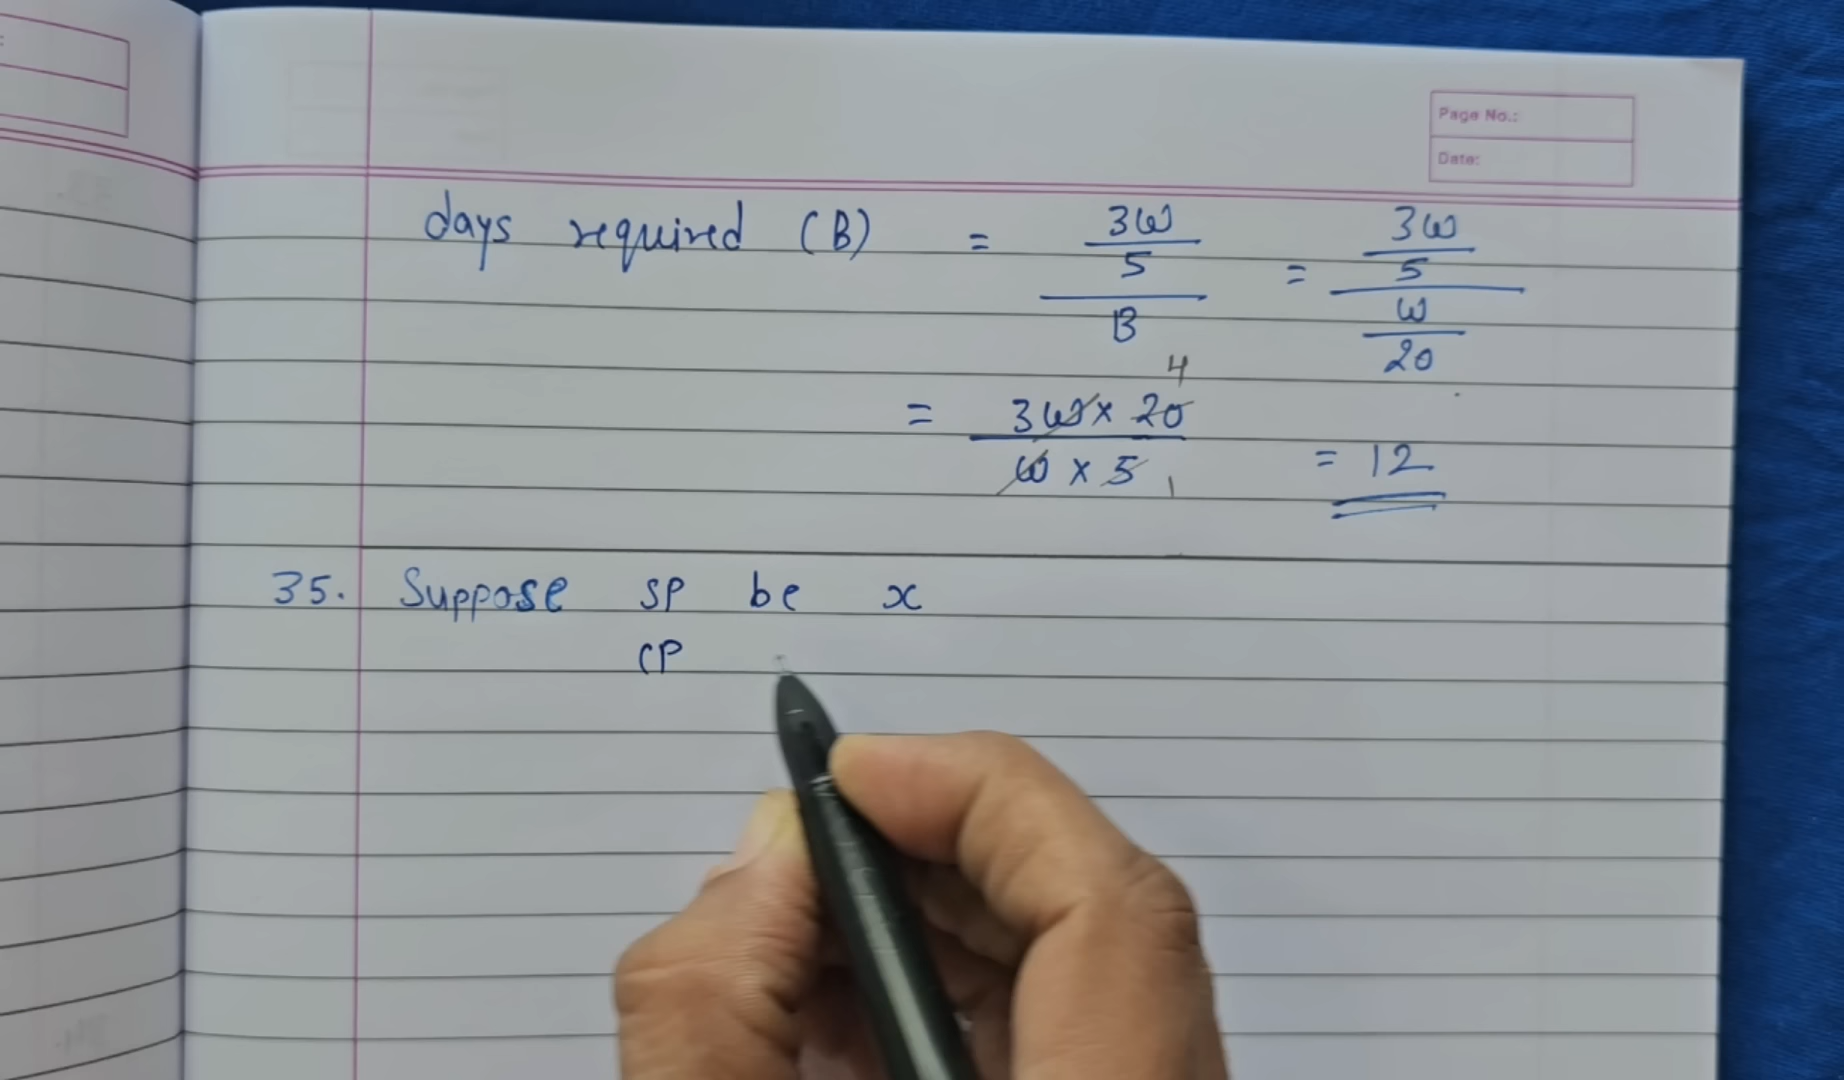 Page No.:
Date:
days required (B) = 3W/5 / B = 3W/5 / W/20
4
= 3W x 20 / W x 5 = 12
1
35. Suppose SP be x
CP